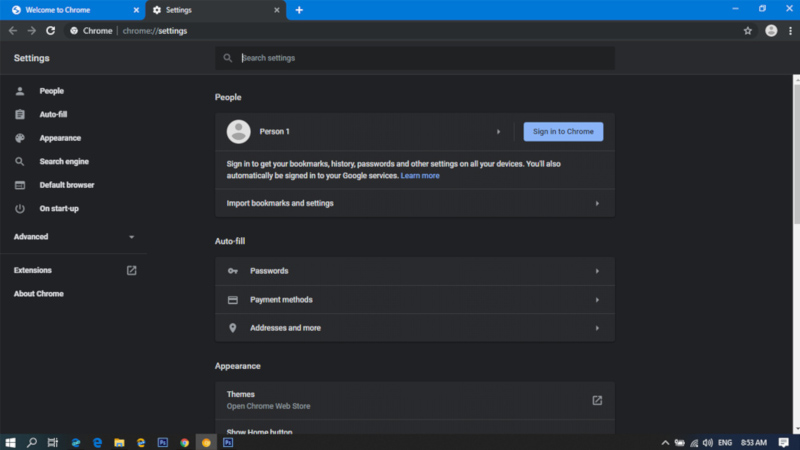 Welcome to Chrome
Settings
Chrome | chrome://settings
Settings
Search settings
People
Auto-fill
Appearance
Search engine
Default browser
On start-up
Advanced
Extensions
About Chrome
People
Person 1
Sign in to Chrome
Sign in to get your bookmarks, history, passwords and other settings on all your devices. You'll also
automatically be signed in to your Google services. Learn more
Import bookmarks and settings
Auto-fill
Passwords
Payment methods
Addresses and more
Appearance
Themes
Open Chrome Web Store
Show Home button
Ps
Ps
ENG
8:53 AM